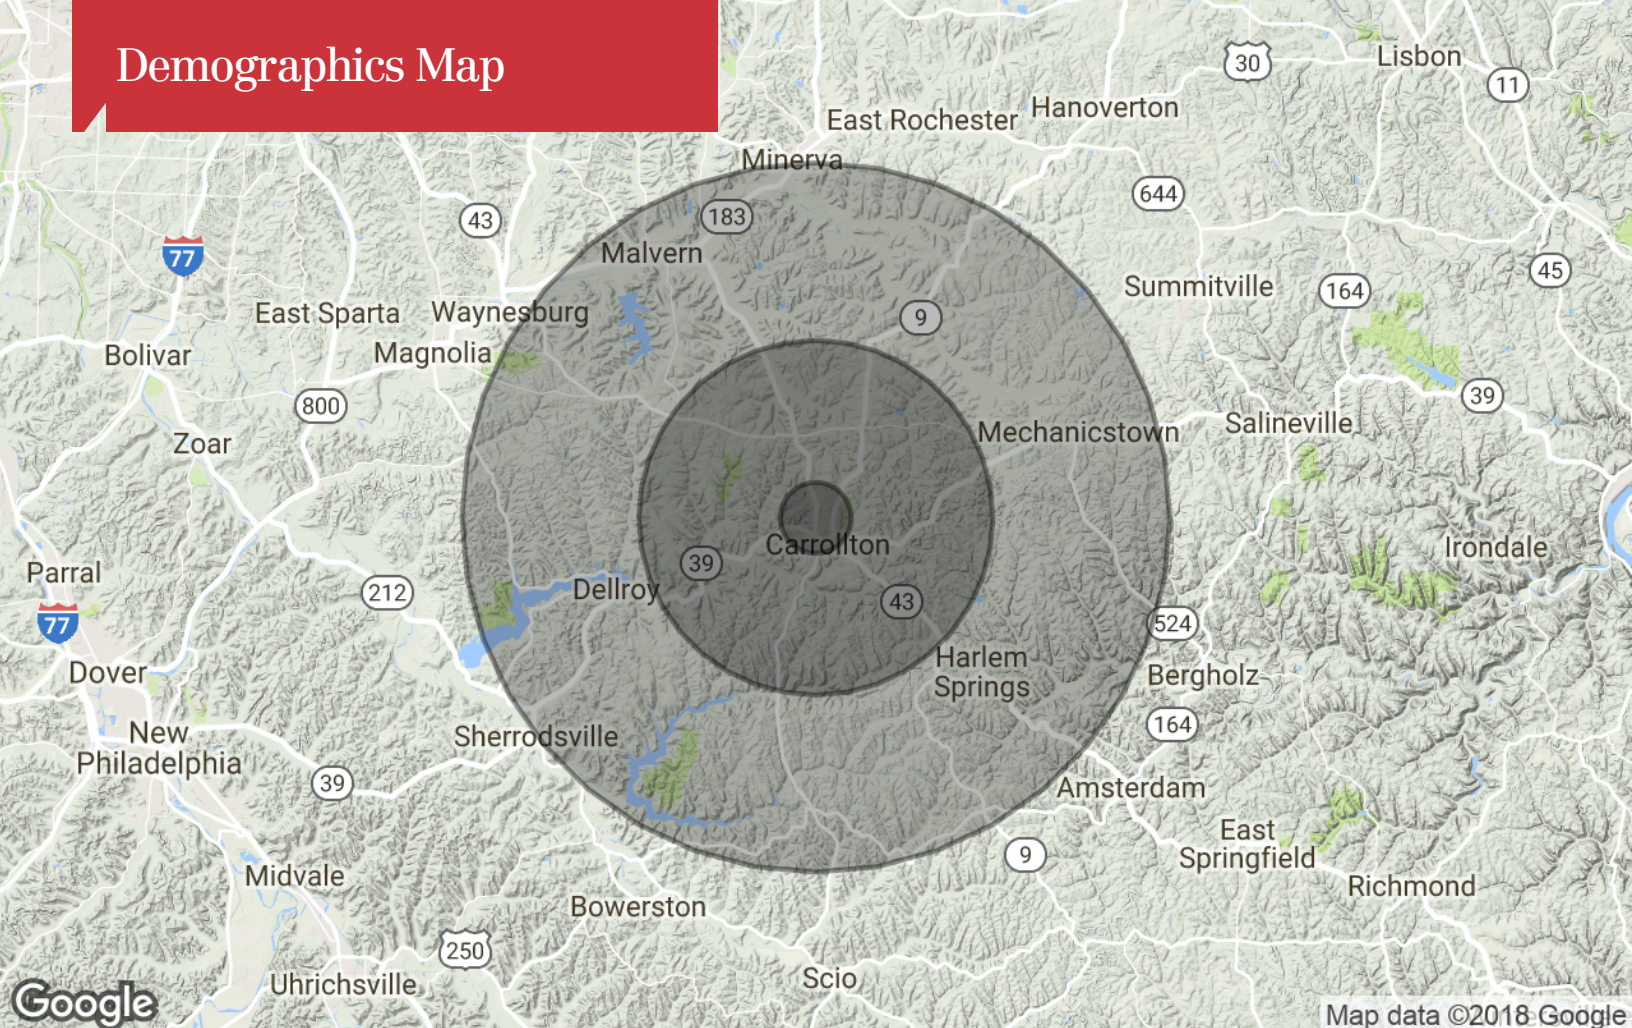 Demographics Map
Lisbon
30
11
East Rochester
Hanoverton
Minerva
644
183
43
77
Malvern
45
Summitville
164
East Sparta
Waynesburg
9
Magnolia
Bolivar
39
800
Salineville
Mechanicstown
Zoar
Carrollton
Irondale
39
Parral
Dellroy
212
43
77
524
Harlem
Springs
Dover
Bergholz
164
New
Philadelphia
Sherrodsville
39
Amsterdam
East
Springfield
9
Midvale
Richmond
Bowerston
250
Scio
Uhrichsville
Google
Map data ©2018 Google